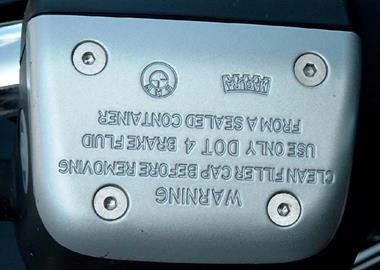 WARNING
CLEAN FILLER CAP BEFORE REMOVING
USE ONLY DOT 4 BRAKE FLUID
FROM A SEALED CONTAINER